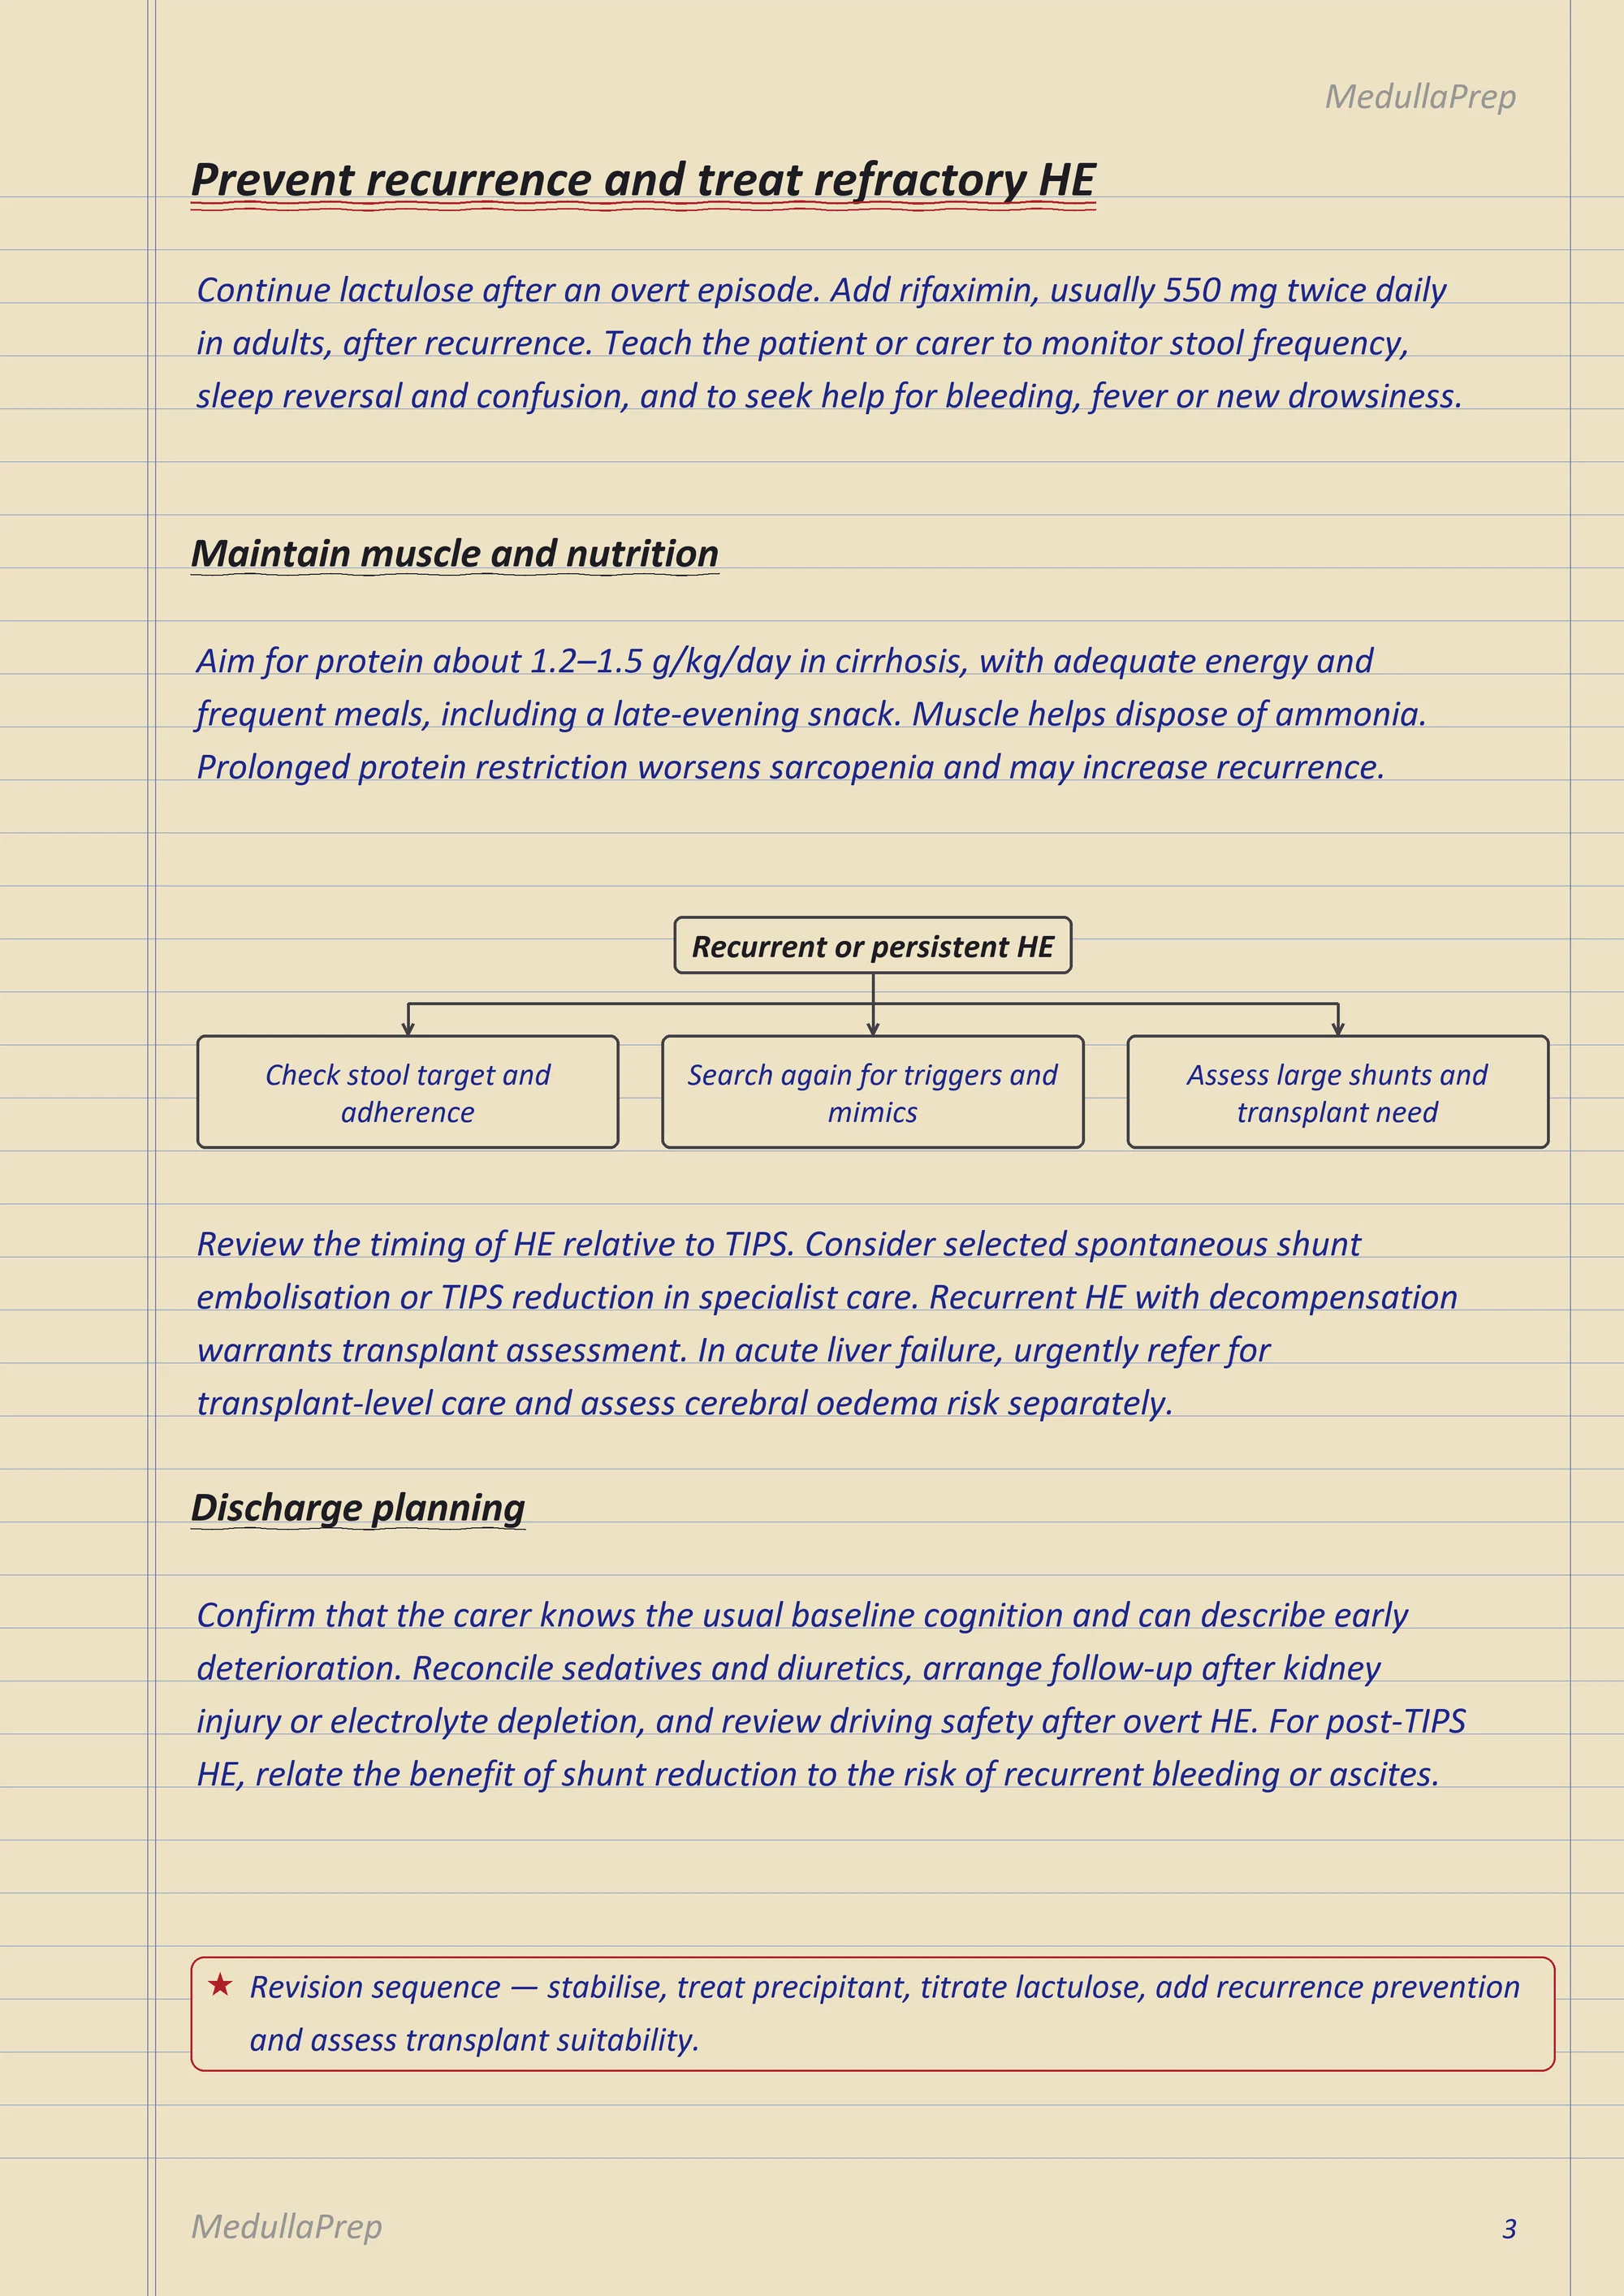 MedullaPrep
Prevent recurrence and treat refractory HE
Continue lactulose after an overt episode. Add rifaximin, usually 550 mg twice daily
in adults, after recurrence. Teach the patient or carer to monitor stool frequency,
sleep reversal and confusion, and to seek help for bleeding, fever or new drowsiness.
Maintain muscle and nutrition
Aim for protein about 1.2–1.5 g/kg/day in cirrhosis, with adequate energy and
frequent meals, including a late-evening snack. Muscle helps dispose of ammonia.
Prolonged protein restriction worsens sarcopenia and may increase recurrence.
Recurrent or persistent HE
Check stool target and
adherence
Search again for triggers and
mimics
Assess large shunts and
transplant need
Review the timing of HE relative to TIPS. Consider selected spontaneous shunt
embolisation or TIPS reduction in specialist care. Recurrent HE with decompensation
warrants transplant assessment. In acute liver failure, urgently refer for
transplant-level care and assess cerebral oedema risk separately.
Discharge planning
Confirm that the carer knows the usual baseline cognition and can describe early
deterioration. Reconcile sedatives and diuretics, arrange follow-up after kidney
injury or electrolyte depletion, and review driving safety after overt HE. For post-TIPS
HE, relate the benefit of shunt reduction to the risk of recurrent bleeding or ascites.
★ Revision sequence — stabilise, treat precipitant, titrate lactulose, add recurrence prevention
and assess transplant suitability.
MedullaPrep
3